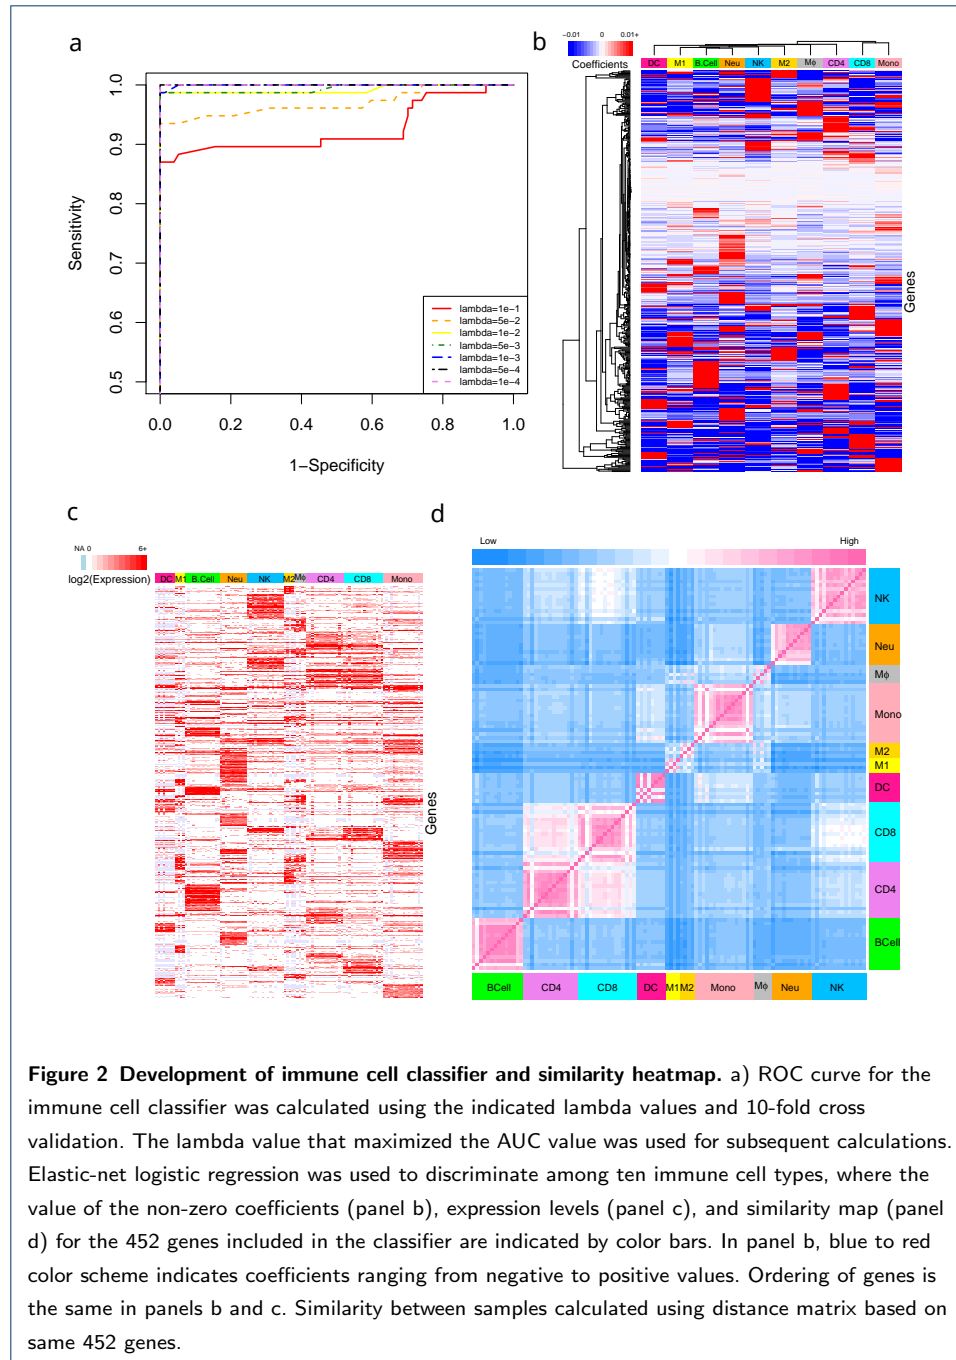 a
1.0
0.9
0.8
0.7
0.6
0.5
Sensitivity
0.0 0.2 0.4 0.6 0.8 1.0
1−Specificity
lambda=1e−1
lambda=5e−2
lambda=1e−2
lambda=5e−3
lambda=1e−3
lambda=5e−4
lambda=1e−4
b
−0.01 0 0.01+
Coefficients
DC M1 B.Cell Neu NK M2 Mϕ CD4 CD8 Mono
Genes
c
NA 0 6+
log2(Expression)
DC M1 B.Cell Neu NK M2 Mϕ CD4 CD8 Mono
Genes
d
Low High
NK
Neu
Mϕ
Mono
M2
M1
DC
CD8
CD4
BCell
BCell CD4 CD8 DC M1 M2 Mono Mϕ Neu NK
Figure 2 Development of immune cell classifier and similarity heatmap. a) ROC curve for the
immune cell classifier was calculated using the indicated lambda values and 10-fold cross
validation. The lambda value that maximized the AUC value was used for subsequent calculations.
Elastic-net logistic regression was used to discriminate among ten immune cell types, where the
value of the non-zero coefficients (panel b), expression levels (panel c), and similarity map (panel
d) for the 452 genes included in the classifier are indicated by color bars. In panel b, blue to red
color scheme indicates coefficients ranging from negative to positive values. Ordering of genes is
the same in panels b and c. Similarity between samples calculated using distance matrix based on
same 452 genes.